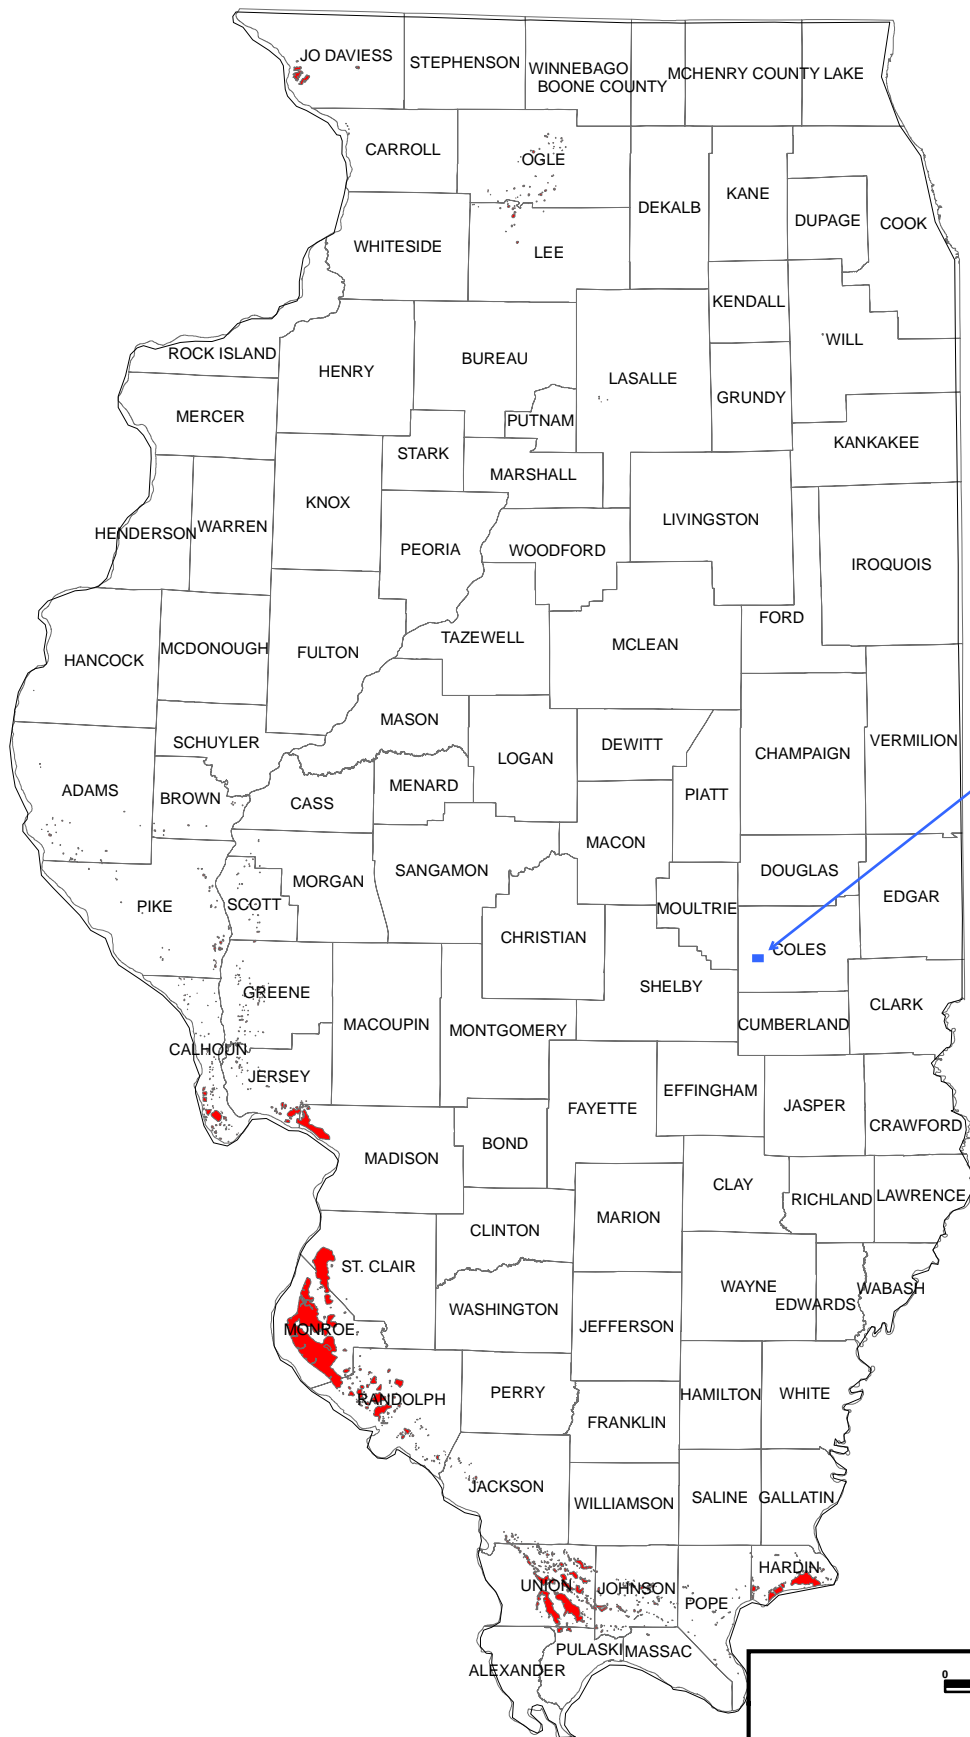 JO DAVIESS
STEPHENSON
WINNEBAGO
BOONE COUNTY
MCHENRY COUNTY
LAKE
CARROLL
OGLE
DEKALB
KANE
DUPAGE
COOK
WHITESIDE
LEE
KENDALL
WILL
ROCK ISLAND
HENRY
BUREAU
LASALLE
GRUNDY
MERCER
PUTNAM
KANKAKEE
STARK
MARSHALL
KNOX
LIVINGSTON
HENDERSON
WARREN
PEORIA
WOODFORD
IROQUOIS
FORD
HANCOCK
MCDONOUGH
FULTON
TAZEWELL
MCLEAN
MASON
SCHUYLER
LOGAN
DEWITT
CHAMPAIGN
VERMILION
ADAMS
BROWN
CASS
MENARD
PIATT
MACON
SANGAMON
DOUGLAS
MORGAN
EDGAR
PIKE
SCOTT
MOULTRIE
CHRISTIAN
COLES
SHELBY
GREENE
CLARK
MACOUPIN
MONTGOMERY
CUMBERLAND
CALHOUN
JERSEY
EFFINGHAM
FAYETTE
JASPER
CRAWFORD
BOND
MADISON
CLAY
RICHLAND
LAWRENCE
MARION
CLINTON
ST. CLAIR
WAYNE
WABASH
EDWARDS
WASHINGTON
JEFFERSON
MONROE
RANDOLPH
PERRY
HAMILTON
WHITE
FRANKLIN
JACKSON
WILLIAMSON
SALINE
GALLATIN
HARDIN
UNION
JOHNSON
POPE
PULASKI
MASSAC
ALEXANDER
0